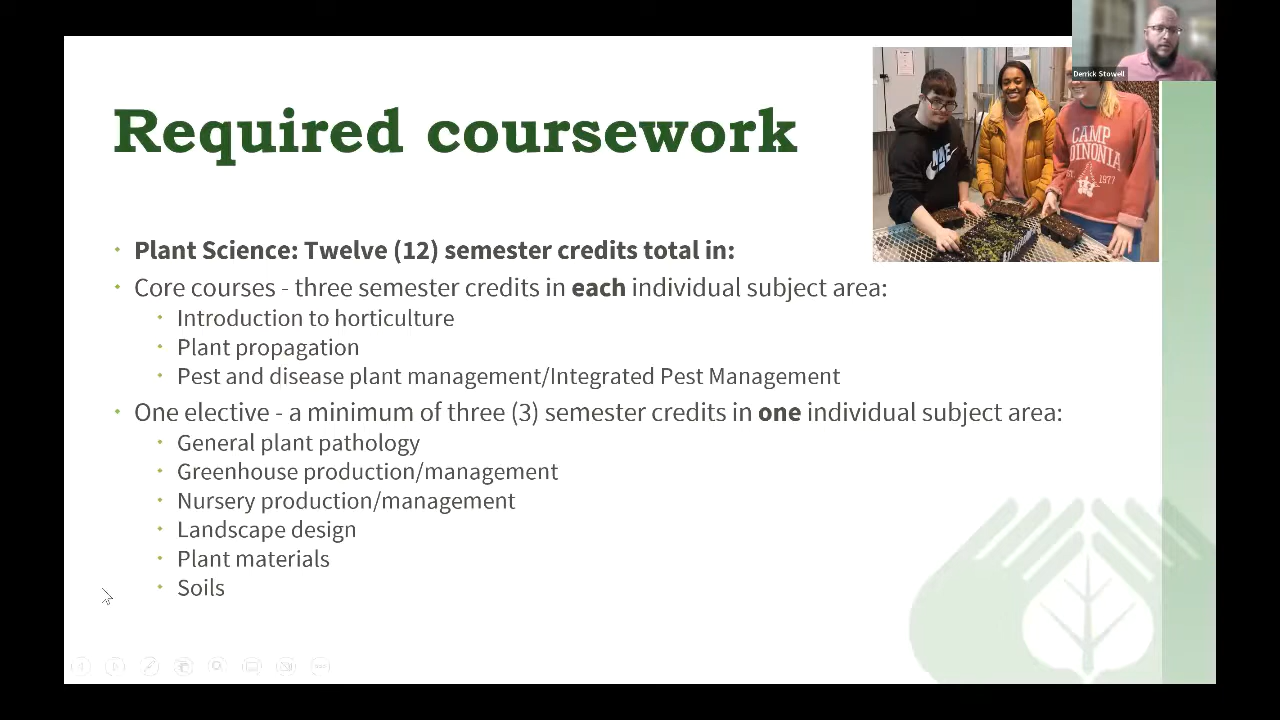 Derrick Stowell
Required coursework
NIKE
CAMP
1977
Plant Science: Twelve (12) semester credits total in:
Core courses - three semester credits in each individual subject area:
Introduction to horticulture
Plant propagation
Pest and disease plant management/Integrated Pest Management
One elective - a minimum of three (3) semester credits in one individual subject area:
General plant pathology
Greenhouse production/management
Nursery production/management
Landscape design
Plant materials
Soils